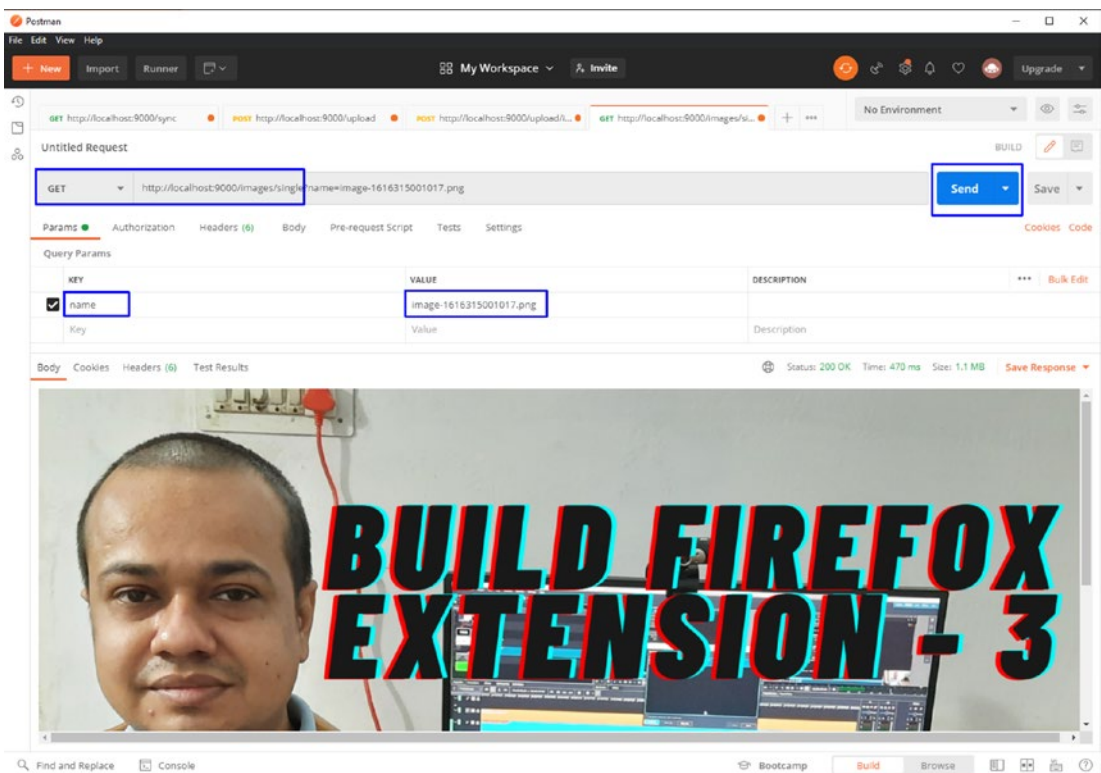 Postman
File Edit View Help
+ New Import Runner My Workspace Invite Upgrade
GET http://localhost:9000/sync POST http://localhost:9000/upload POST http://localhost:9000/upload/i... GET http://localhost:9000/images/si... + ••• No Environment
Untitled Request BUILD
GET http://localhost:9000/images/single?name=image-1616315001017.png Send Save
Params Authorization Headers (6) Body Pre-request Script Tests Settings Cookies Code
Query Params
KEY VALUE DESCRIPTION ••• Bulk Edit
name image-1616315001017.png
Key Value Description
Body Cookies Headers (6) Test Results Status: 200 OK Time: 470 ms Size: 1.1 MB Save Response
BUILD FIREFOX
EXTENSION - 3
Find and Replace Console Bootcamp Build Browse